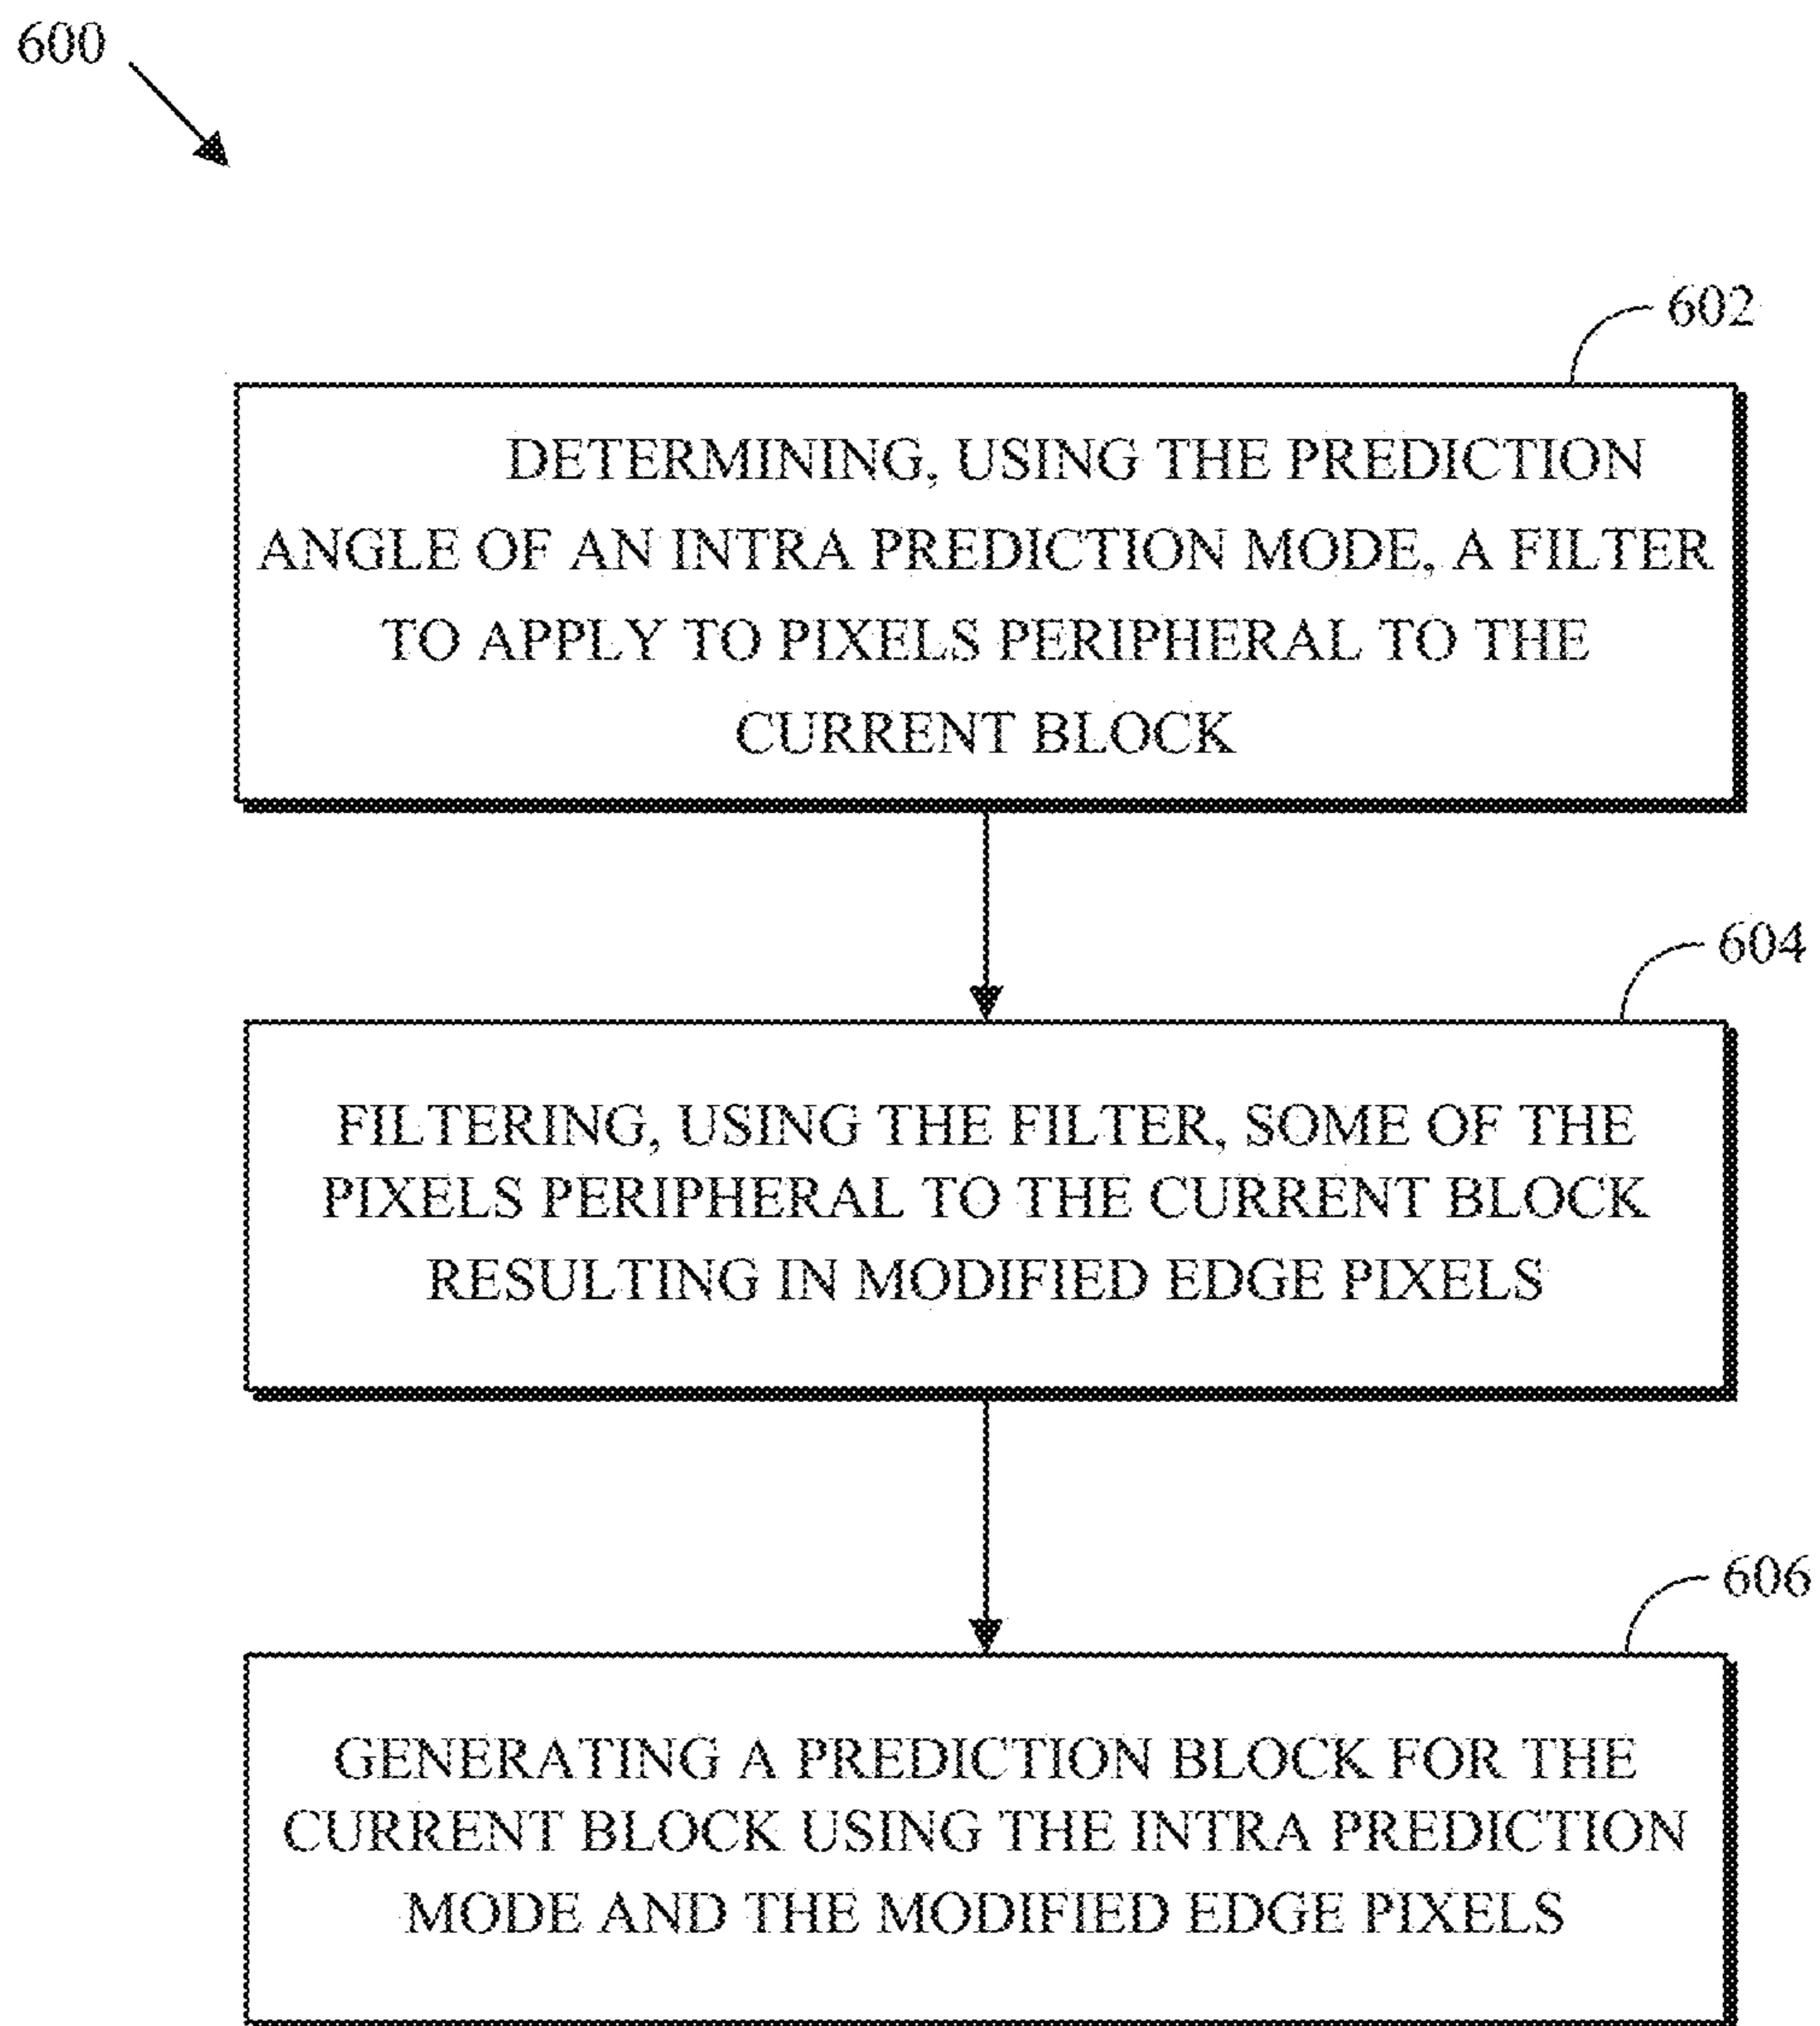 600
602
DETERMINING, USING THE PREDICTION
ANGLE OF AN INTRA PREDICTION MODE, A FILTER
TO APPLY TO PIXELS PERIPHERAL TO THE
CURRENT BLOCK
604
FILTERING, USING THE FILTER, SOME OF THE
PIXELS PERIPHERAL TO THE CURRENT BLOCK
RESULTING IN MODIFIED EDGE PIXELS
606
GENERATING A PREDICTION BLOCK FOR THE
CURRENT BLOCK USING THE INTRA PREDICTION
MODE AND THE MODIFIED EDGE PIXELS